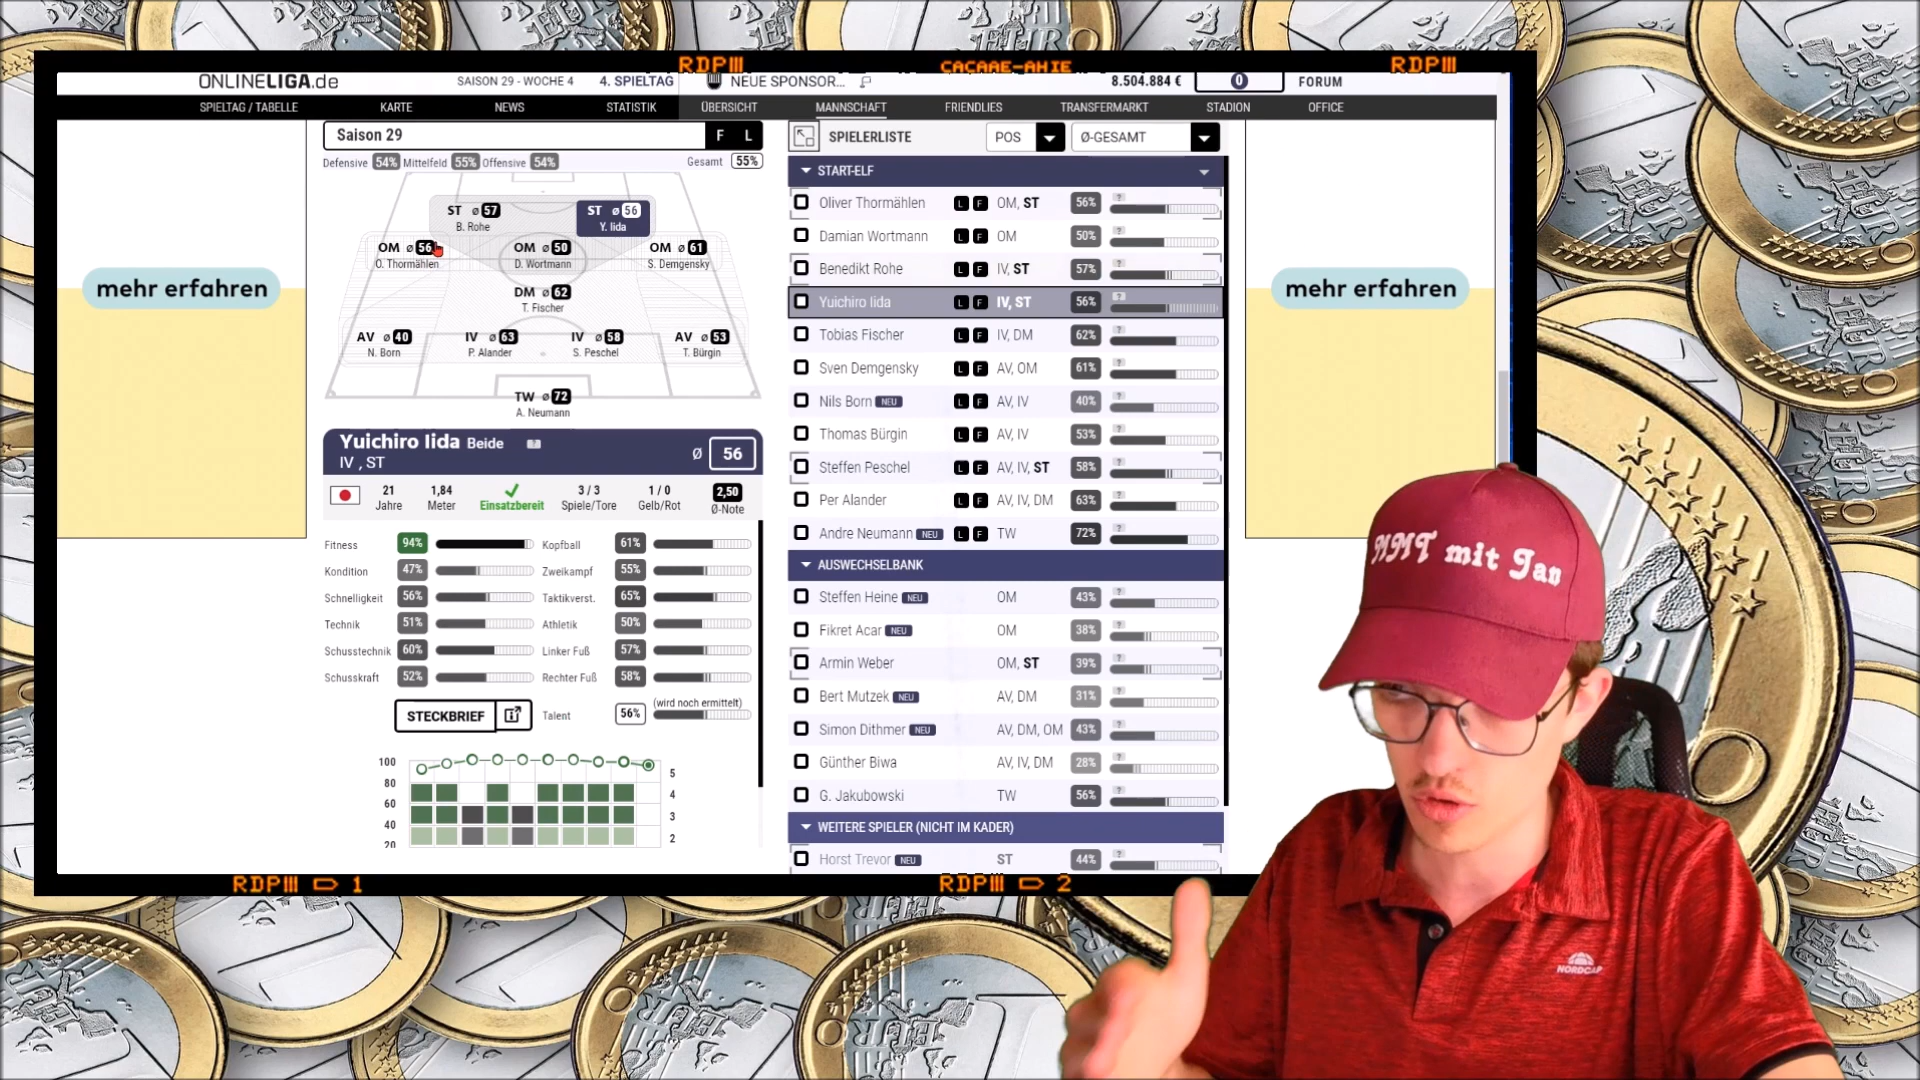 RDPIII CACAAE-AHIE RDPIII
ONLINELIGA.de SAISON 29 - WOCHE 4 4. SPIELTAG NEUE SPONSOR... 8.504.884 € 0 FORUM
SPIELTAG / TABELLE KARTE NEWS STATISTIK ÜBERSICHT MANNSCHAFT FRIENDLIES TRANSFERMARKT STADION OFFICE
mehr erfahren
Saison 29 F L
Defensive 54% Mittelfeld 55% Offensive 54% Gesamt 55%
ST ø 57 ST ø 56
B. Rohe Y. Iida
OM ø 56 OM ø 50 OM ø 61
O. Thormählen D. Wortmann S. Demgensky
DM ø 62
T. Fischer
AV ø 40 IV ø 63 IV ø 58 AV ø 53
N. Born P. Alander S. Peschel T. Bürgin
TW ø 72
A. Neumann
Yuichiro Iida Beide
IV , ST
Ø 56
21 1,84 3 / 3 1 / 0 2,50
Jahre Meter Einsatzbereit Spiele/Tore Gelb/Rot Ø-Note
Fitness 94% Kopfball 61%
Kondition 47% Zweikampf 55%
Schnelligkeit 56% Taktikverst. 65%
Technik 51% Athletik 50%
Schusstechnik 60% Linker Fuß 57%
Schusskraft 52% Rechter Fuß 58%
STECKBRIEF Talent 56% (wird noch ermittelt)
100
80
60
40
20
5
4
3
2
SPIELERLISTE POS Ø-GESAMT
START-ELF
Oliver Thormählen L F OM, ST 56% ?
Damian Wortmann L F OM 50% ?
Benedikt Rohe L F IV, ST 57% ?
Yuichiro Iida L F IV, ST 56% ?
Tobias Fischer L F IV, DM 62% ?
Sven Demgensky L F AV, OM 61% ?
Nils Born NEU L F AV, IV 40% ?
Thomas Bürgin L F AV, IV 53% ?
Steffen Peschel L F AV, IV, ST 58% ?
Per Alander L F AV, IV, DM 63% ?
Andre Neumann NEU L F TW 72% ?
AUSWECHSELBANK
Steffen Heine NEU OM 43% ?
Fikret Acar NEU OM 38% ?
Armin Weber OM, ST 39% ?
Bert Mutzek NEU AV, DM 31% ?
Simon Dithmer NEU AV, DM, OM 43% ?
Günther Biwa AV, IV, DM 28% ?
G. Jakubowski TW 56% ?
WEITERE SPIELER (NICHT IM KADER)
Horst Trevor NEU ST 44% ?
mehr erfahren
RDPIII 1 RDPIII 2
MMT mit Jan
NORDCAP